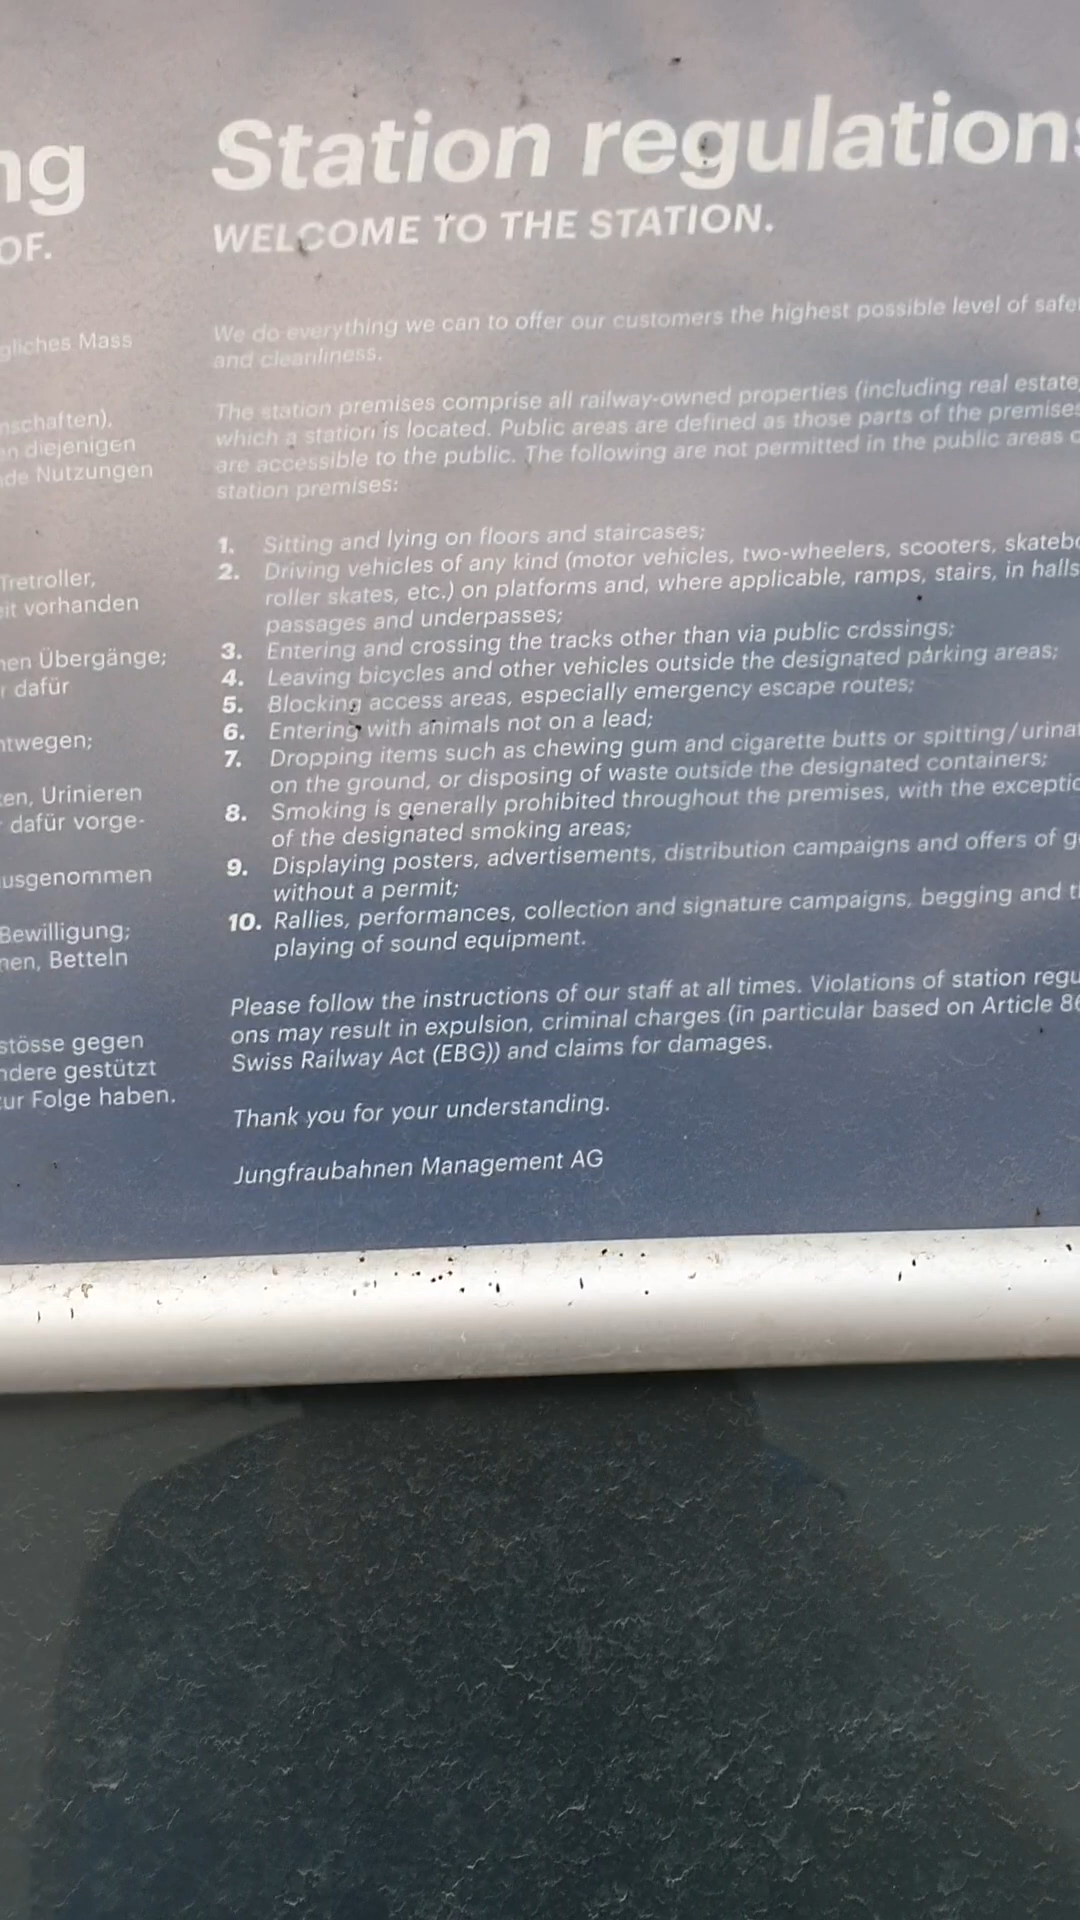 ng
OF.
gliches Mass
nschaften),
en diejenigen
nde Nutzungen
Tretroller,
eit vorhanden
nen Übergänge;
r dafür
htwegen;
ken, Urinieren
dafür vorge-
usgenommen
Bewilligung;
nen, Betteln
stösse gegen
ndere gestützt
zur Folge haben.
Station regulations
WELCOME TO THE STATION.
We do everything we can to offer our customers the highest possible level of safe
and cleanliness.
The station premises comprise all railway-owned properties (including real estate
which a station is located. Public areas are defined as those parts of the premises
are accessible to the public. The following are not permitted in the public areas o
station premises:
1. Sitting and lying on floors and staircases;
2. Driving vehicles of any kind (motor vehicles, two-wheelers, scooters, skatebo
roller skates, etc.) on platforms and, where applicable, ramps, stairs, in halls
passages and underpasses;
3. Entering and crossing the tracks other than via public crossings;
4. Leaving bicycles and other vehicles outside the designated parking areas;
5. Blocking access areas, especially emergency escape routes;
6. Entering with animals not on a lead;
7. Dropping items such as chewing gum and cigarette butts or spitting/urinat
on the ground, or disposing of waste outside the designated containers;
8. Smoking is generally prohibited throughout the premises, with the exceptio
of the designated smoking areas;
9. Displaying posters, advertisements, distribution campaigns and offers of g
without a permit;
10. Rallies, performances, collection and signature campaigns, begging and t
playing of sound equipment.
Please follow the instructions of our staff at all times. Violations of station regu
ons may result in expulsion, criminal charges (in particular based on Article 86
Swiss Railway Act (EBG)) and claims for damages.
Thank you for your understanding.
Jungfraubahnen Management AG